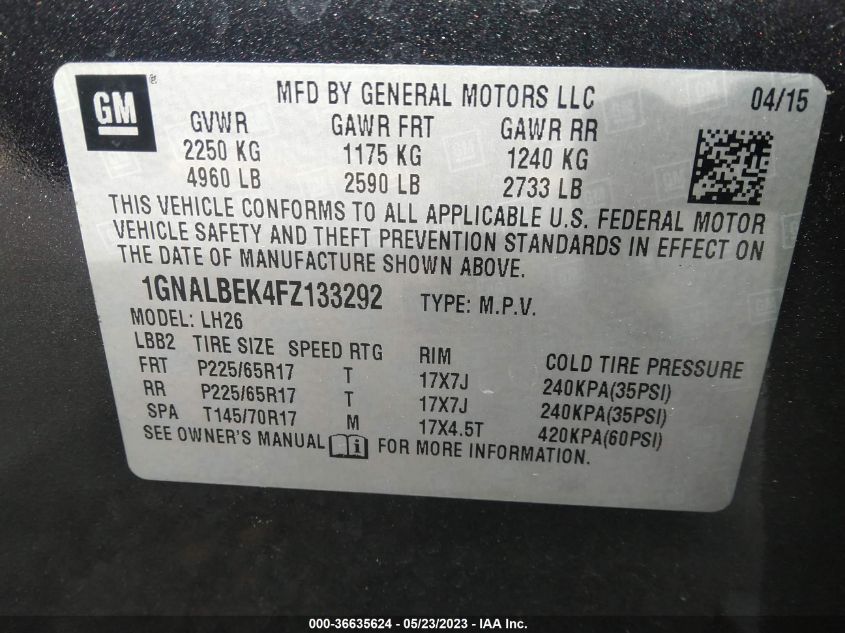 GM ®
MFD BY GENERAL MOTORS LLC 04/15
GVWR GAWR FRT GAWR RR
2250 KG 1175 KG 1240 KG
4960 LB 2590 LB 2733 LB
THIS VEHICLE CONFORMS TO ALL APPLICABLE U.S. FEDERAL MOTOR
VEHICLE SAFETY AND THEFT PREVENTION STANDARDS IN EFFECT ON
THE DATE OF MANUFACTURE SHOWN ABOVE.
1GNALBEK4FZ133292 TYPE: M.P.V.
MODEL: LH26
LBB2 TIRE SIZE SPEED RTG RIM COLD TIRE PRESSURE
FRT P225/65R17 T 17X7J 240KPA(35PSI)
RR P225/65R17 T 17X7J 240KPA(35PSI)
SPA T145/70R17 M 17X4.5T 420KPA(60PSI)
SEE OWNER'S MANUAL i FOR MORE INFORMATION.
000-36635624 — 05/23/2023 — IAA Inc.